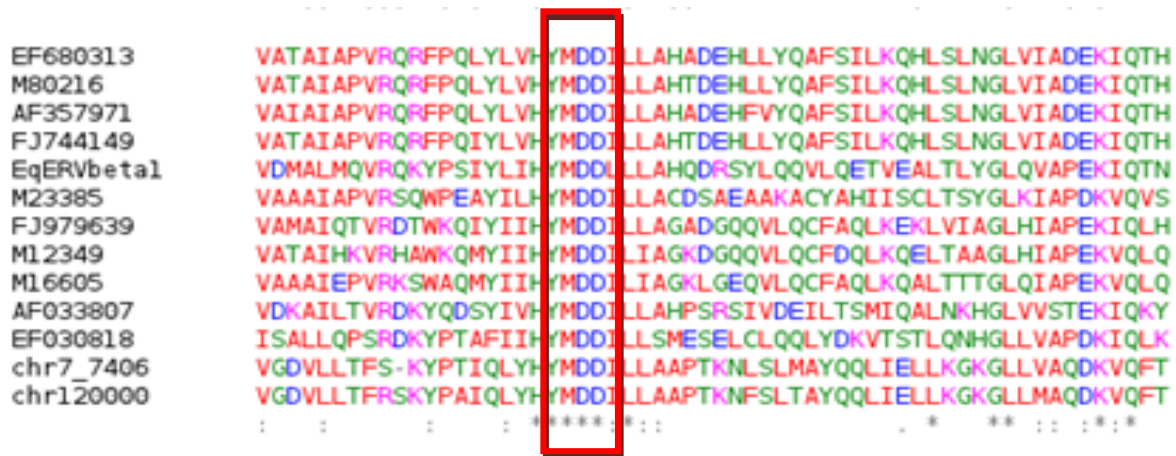 EF680313 VATAIAPVRQRFPQLYLVHYMDDILLAHADEHLLYQAFSILKQHLSLNGLVIADEKIQTH
M80216 VATAIAPVRQRFPQLYLVHYMDDILLAHTDEHLLYQAFSILKQHLSLNGLVIADEKIQTH
AF357971 VAIAIAPVRQRFPQLYLVHYMDDILLAHADEHFVYQAFSILKQHLSLNGLVIADEKIQTH
FJ744149 VATAIAPVRQRFPQIYLVHYMDDILLAHTDEHLLYQAFSILKQHLSLNGLVIADEKIQTH
EqERVbeta1 VDMALMQVRQKYPSIYLIHYMDDLLLAHQDRSYLQQVLQETVEALTLYGLQVAPEKIQTN
M23385 VAAAIAPVRSQWPEAYILHYMDDILLACDSAEAAKACYAHIISCLTSYGLKIAPDKVQVS
FJ979639 VAMAIQTVRDTWKQIYIIHYMDDILLAGADGQQVLQCFAQLKEKLVIAGLHIAPEKIQLH
M12349 VATAIHKVRHAWKQMYIIHYMDDILIAGKDGQQVLQCFDQLKQELTAAGLHIAPEKVQLQ
M16605 VAAAIEPVRKSWAQMYIIHYMDDILIAGKLGEQVLQCFAQLKQALTTTGLQIAPEKVQLQ
AF033807 VDKAILTVRDKYQDSYIVHYMDDILLAHPSRSIVDEILTSMIQALNKHGLVVSTEKIQKY
EF030818 ISALLQPSRDKYPTAFIIHYMDDILLSMESELCLQQLYDKVTSTLQNHGLLVAPDKIQLK
chr7_7406 VGDVLLTFS-KYPTIQLYHYMDDILLAAPTKNLSLMAYQQLIELLKGKGLLVAQDKVQFT
chr120000 VGDVLLTFRSKYPAIQLYHYMDDILLAAPTKNFSLTAYQQLIELLKGKGLLMAQDKVQFT
: : : : *****:*:: . * ** :: :*:*